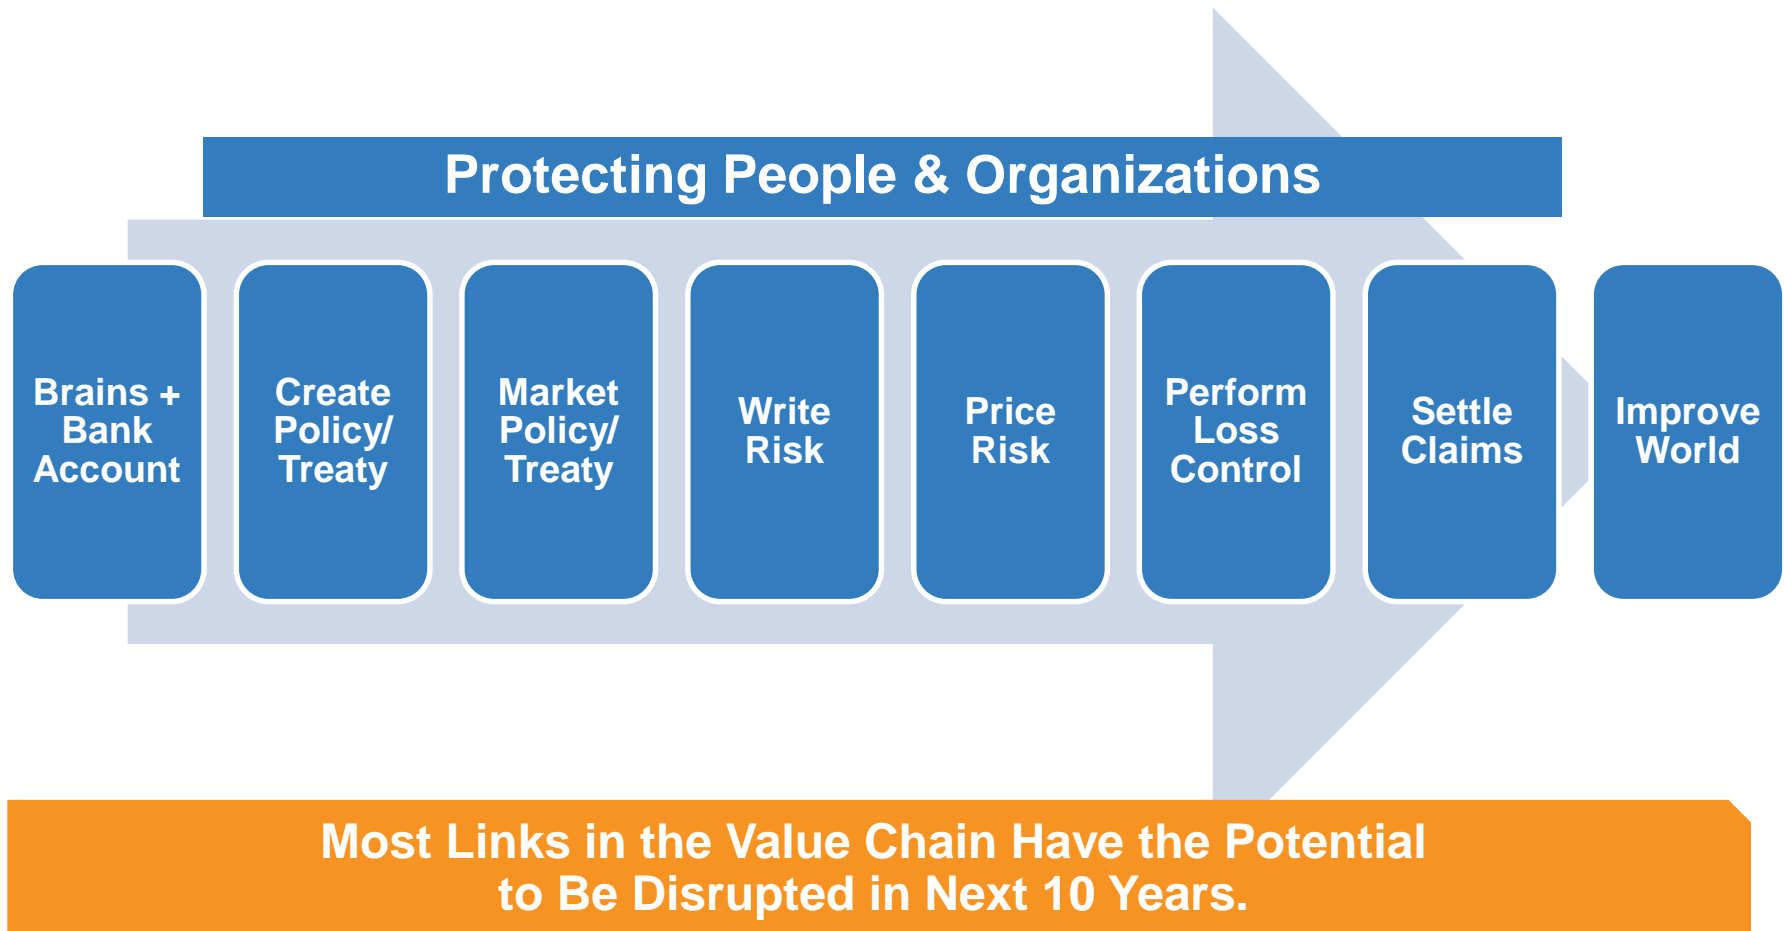 Protecting People & Organizations
Brains +
Bank
Account
Create
Policy/
Treaty
Market
Policy/
Treaty
Write
Risk
Price
Risk
Perform
Loss
Control
Settle
Claims
Improve
World
Most Links in the Value Chain Have the Potential
to Be Disrupted in Next 10 Years.